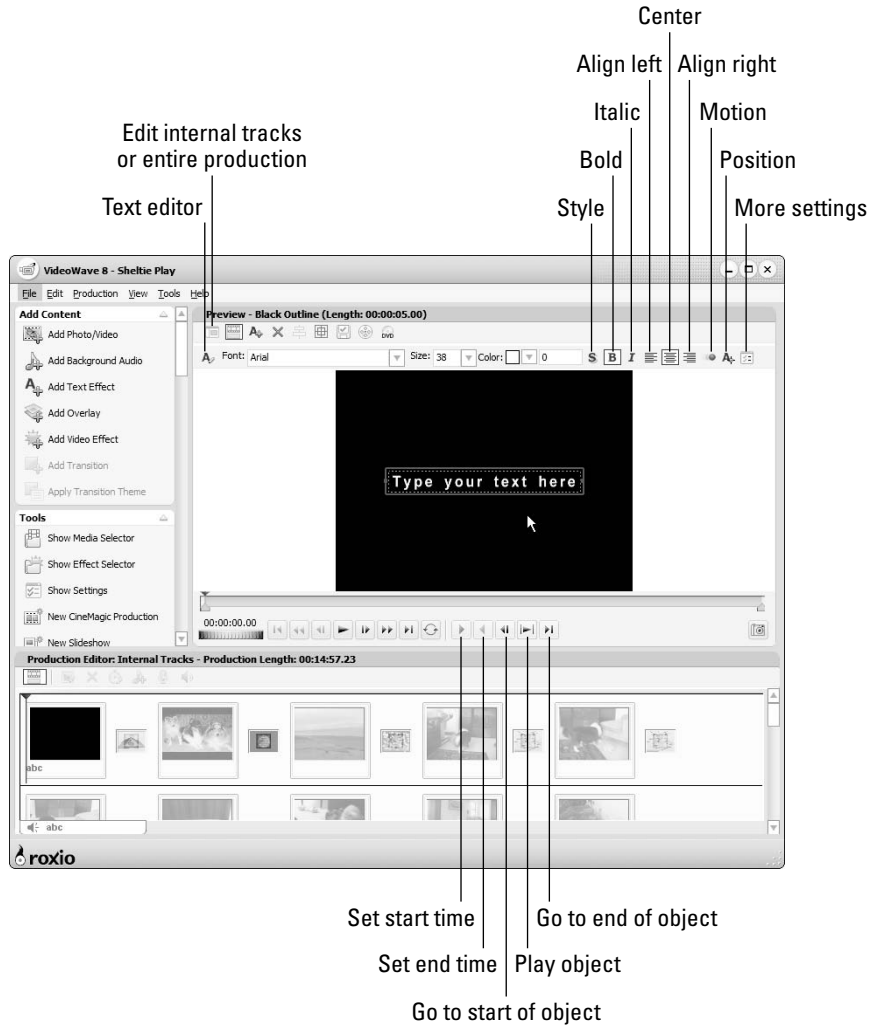 Center
Align left Align right
Italic Motion
Edit internal tracks
or entire production
Bold Position
Text editor
Style More settings
VideoWave 8 - Sheltie Play
File Edit Production View Tools Help
Add Content
Add Photo/Video
Add Background Audio
Add Text Effect
Add Overlay
Add Video Effect
Add Transition
Apply Transition Theme
Tools
Show Media Selector
Show Effect Selector
Show Settings
New CineMagic Production
New Slideshow
Preview - Black Outline (Length: 00:00:05.00)
DVD
Font: Arial Size: 38 Color: 0 S B I
Type your text here
00:00:00.00
Production Editor: Internal Tracks - Production Length: 00:14:57.23
abc
abc
roxio
Set start time Go to end of object
Set end time Play object
Go to start of object